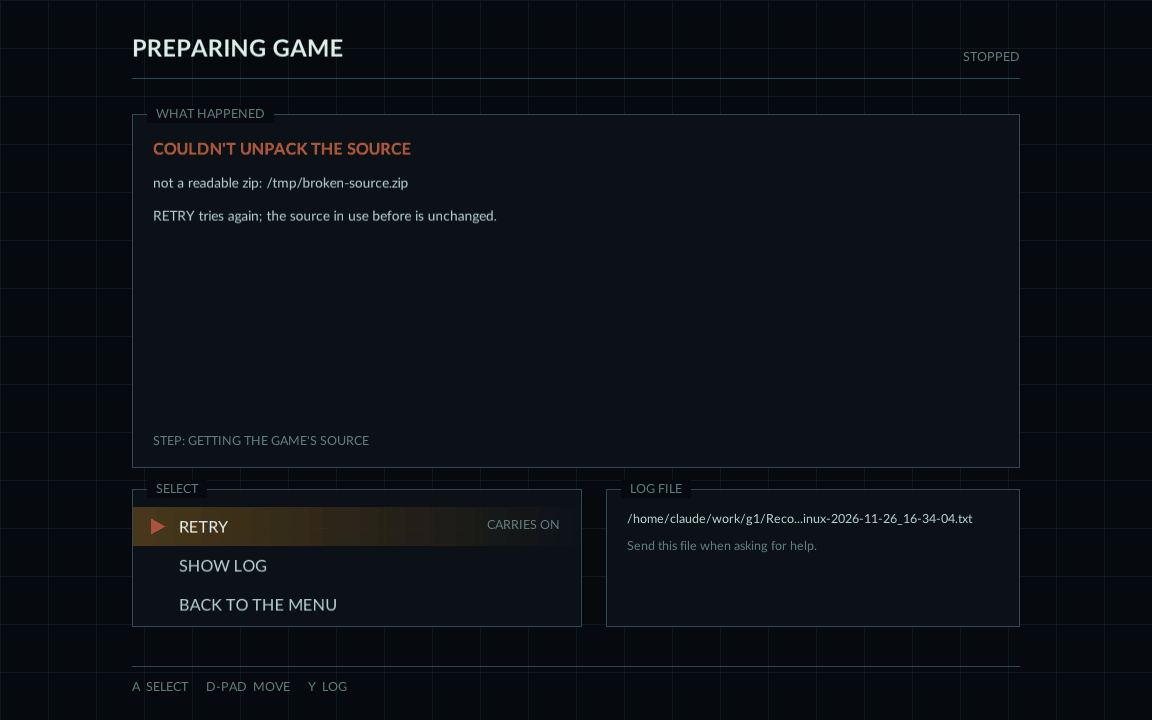 PREPARING GAME
STOPPED
WHAT HAPPENED
COULDN'T UNPACK THE SOURCE
not a readable zip: /tmp/broken-source.zip
RETRY tries again; the source in use before is unchanged.
STEP: GETTING THE GAME'S SOURCE
SELECT
RETRY
CARRIES ON
SHOW LOG
BACK TO THE MENU
LOG FILE
/home/claude/work/g1/Reco...inux-2026-11-26_16-34-04.txt
Send this file when asking for help.
A SELECT D-PAD MOVE Y LOG